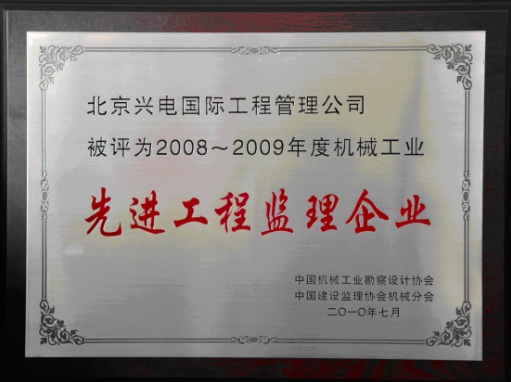 北京兴电国际工程管理公司
被评为2008～2009年度机械工业
先进工程监理企业
中国机械工业勘察设计协会
中国建设监理协会机械分会
二〇一〇年七月